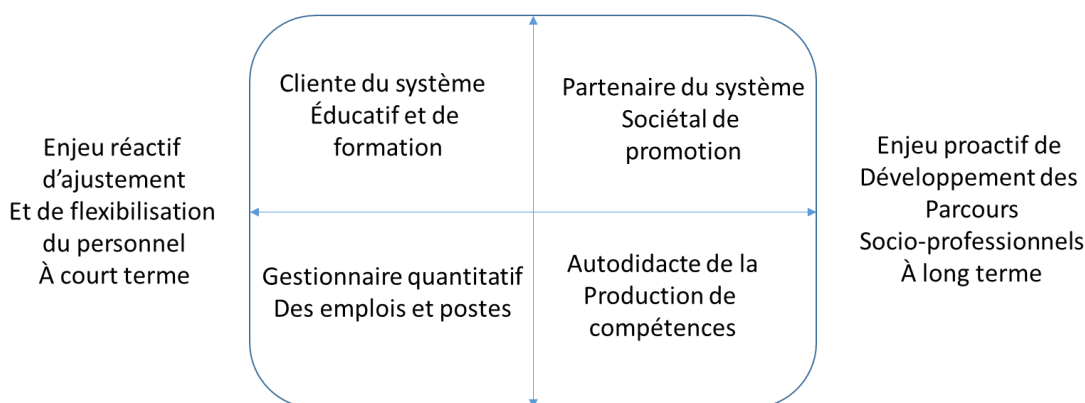 Cliente du système
Éducatif et de
formation
Partenaire du système
Sociétal de
promotion
Enjeu réactif
d’ajustement
Et de flexibilisation
du personnel
À court terme
Enjeu proactif de
Développement des
Parcours
Socio-professionnels
À long terme
Gestionnaire quantitatif
Des emplois et postes
Autodidacte de la
Production de
compétences